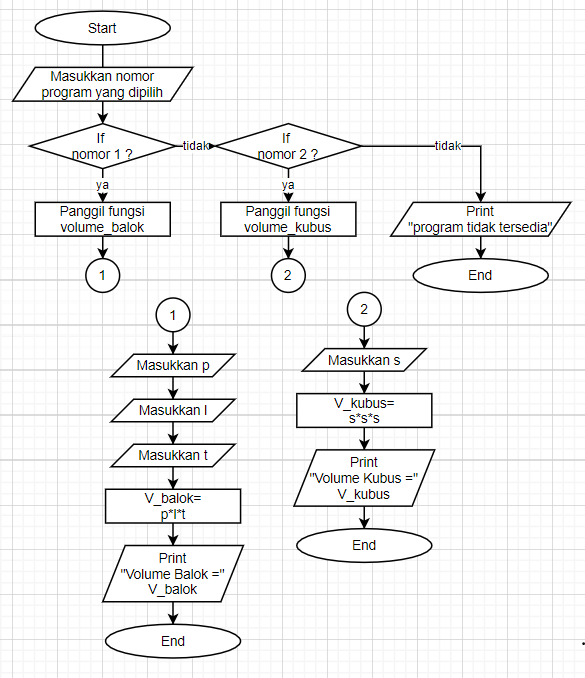 Start
Masukkan nomor
program yang dipilih
If
nomor 1 ?
tidak
If
nomor 2 ?
tidak
ya
ya
Panggil fungsi
volume_balok
Panggil fungsi
volume_kubus
Print
"program tidak tersedia"
1
2
End
1
Masukkan p
Masukkan l
Masukkan t
V_balok=
p*l*t
Print
"Volume Balok ="
V_balok
End
2
Masukkan s
V_kubus=
s*s*s
Print
"Volume Kubus ="
V_kubus
End